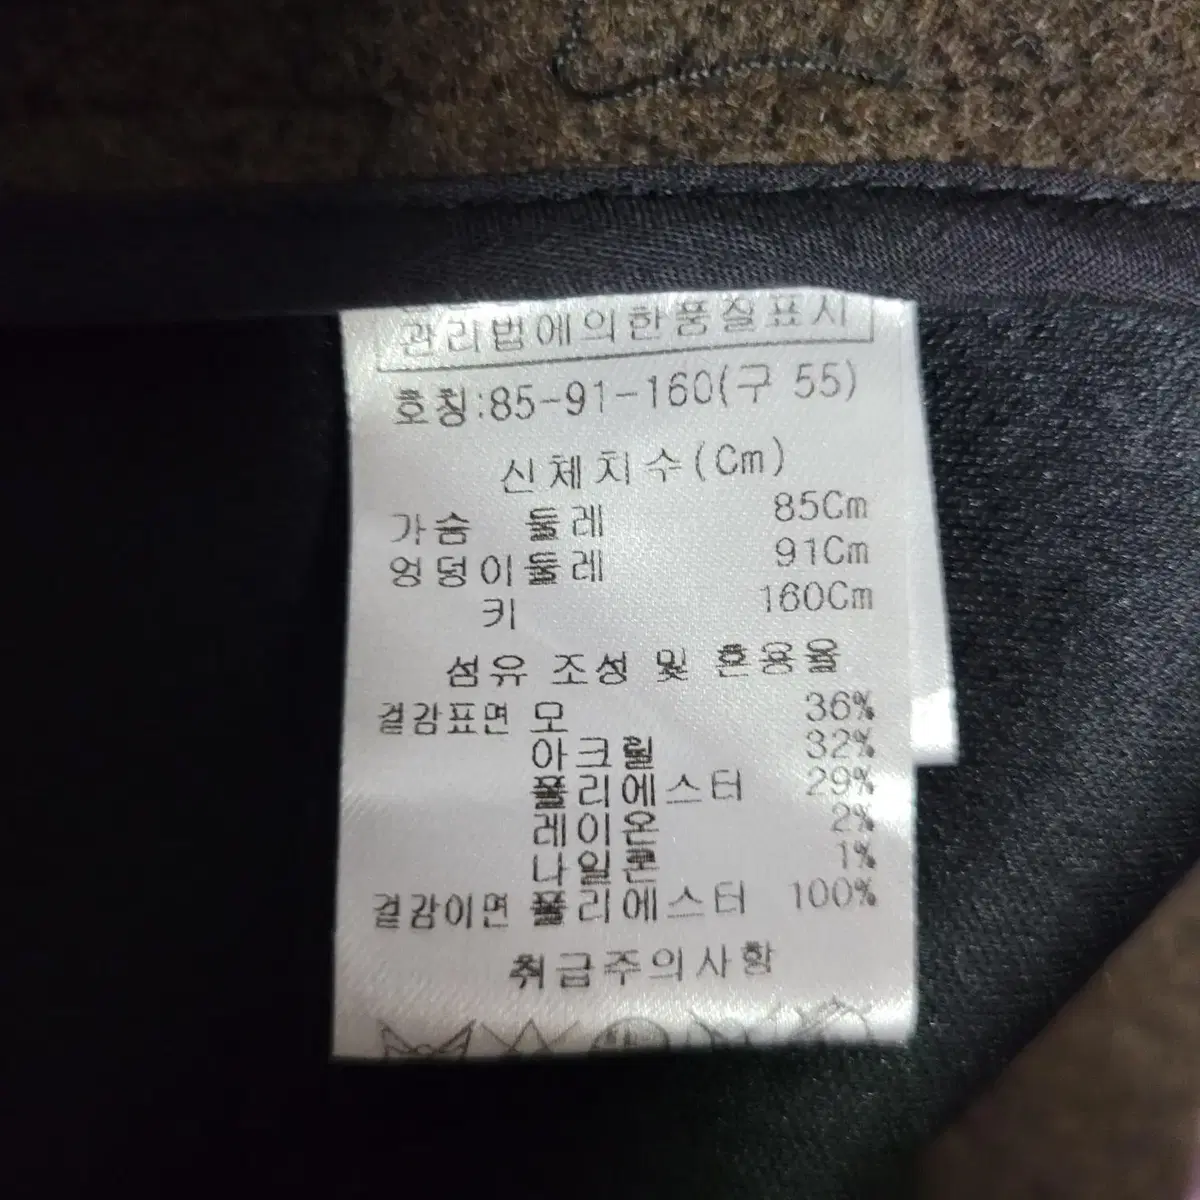 관리법에의한품질표시
호칭:85-91-160(구 55)
신체치수(Cm)
가슴 둘레 85Cm
엉덩이둘레 91Cm
키 160Cm
섬유 조성 및 혼용율
겉감표면 모 36%
아크릴 32%
폴리에스터 29%
레이온 2%
나일론 1%
겉감이면 폴리에스터 100%
취급주의사항